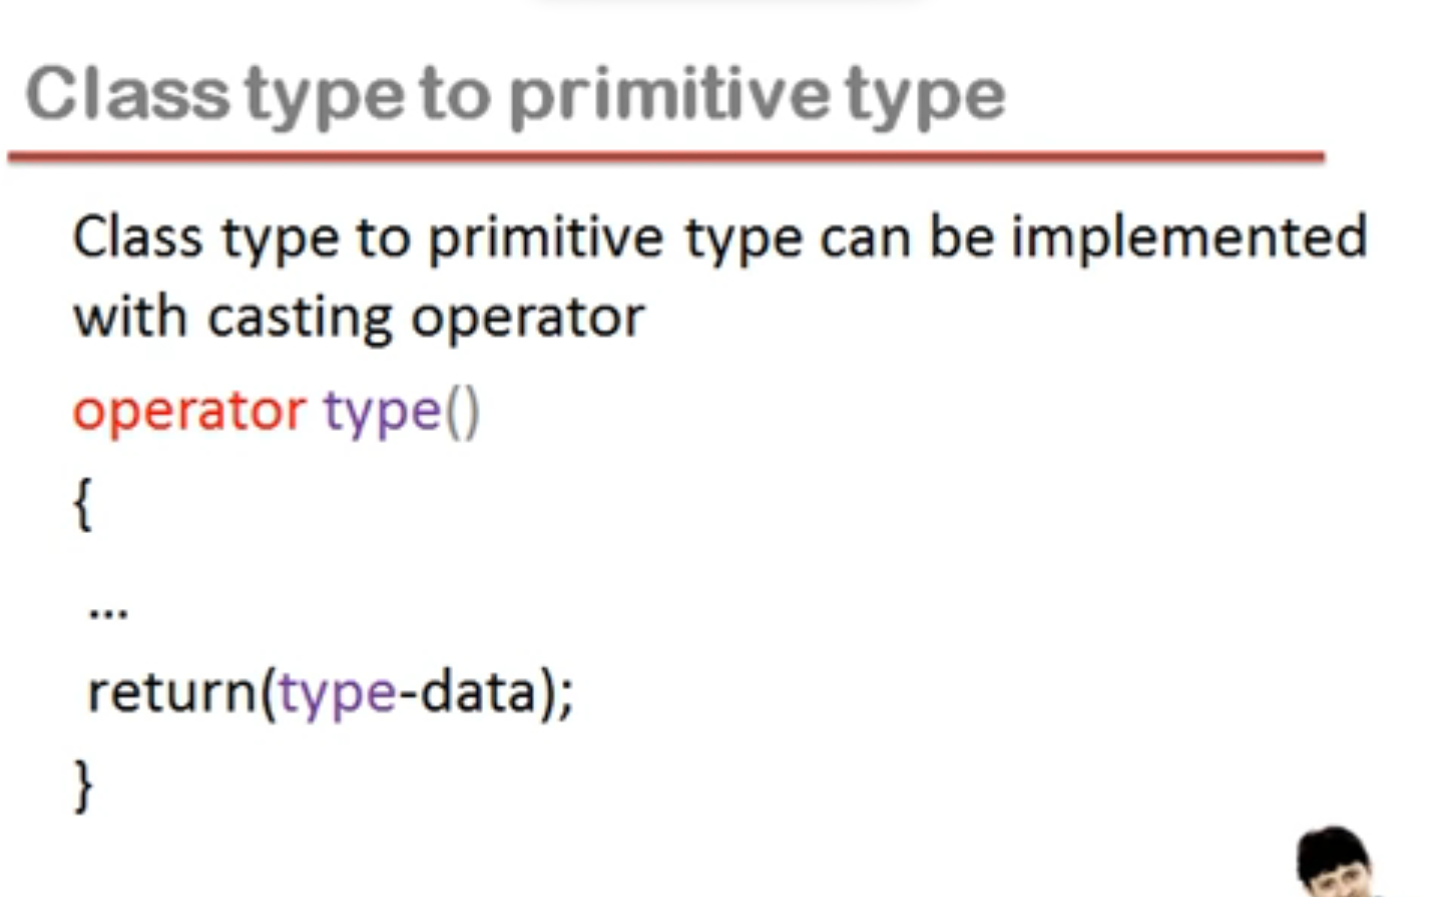 Class type to primitive type
Class type to primitive type can be implemented
with casting operator
operator type()
{
...
return(type-data);
}